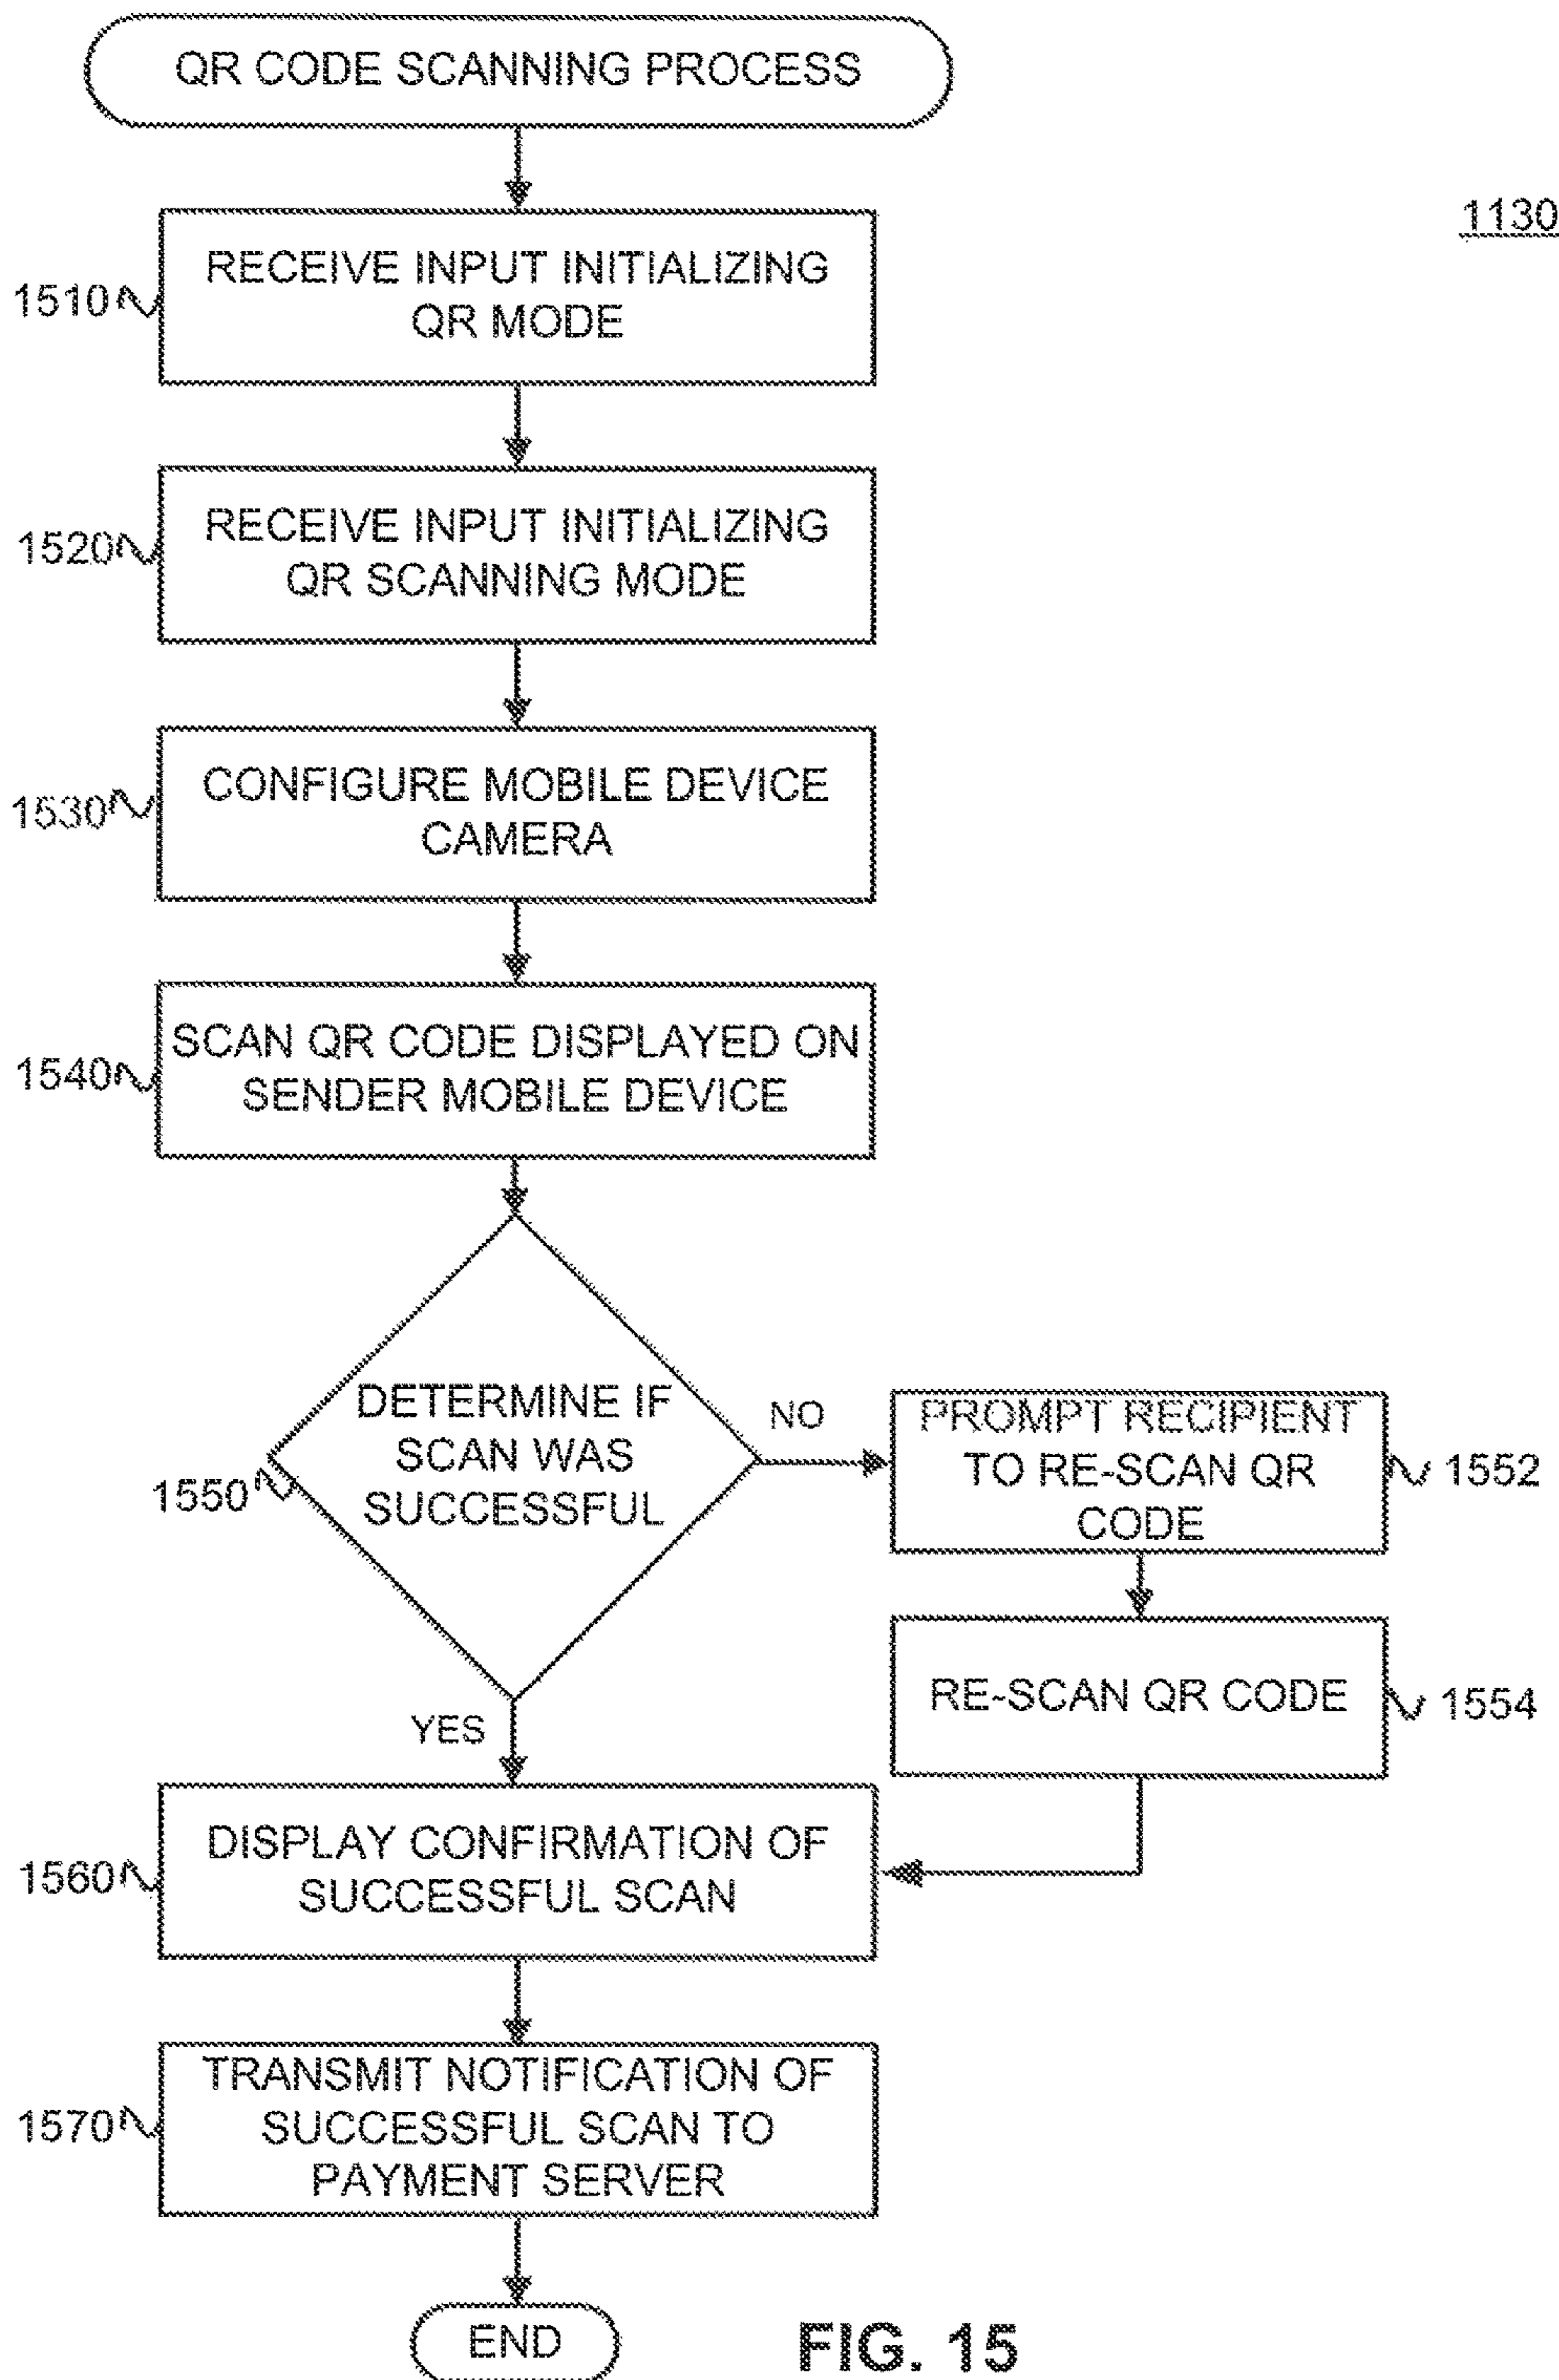 QR CODE SCANNING PROCESS
1130
RECEIVE INPUT INITIALIZING
QR MODE
1510
RECEIVE INPUT INITIALIZING
QR SCANNING MODE
1520
CONFIGURE MOBILE DEVICE
CAMERA
1530
SCAN QR CODE DISPLAYED ON
SENDER MOBILE DEVICE
1540
DETERMINE IF
SCAN WAS
SUCCESSFUL
1550
NO
PROMPT RECIPIENT
TO RE-SCAN QR
CODE
1552
RE-SCAN QR CODE
1554
YES
DISPLAY CONFIRMATION OF
SUCCESSFUL SCAN
1560
TRANSMIT NOTIFICATION OF
SUCCESSFUL SCAN TO
PAYMENT SERVER
1570
END
FIG. 15